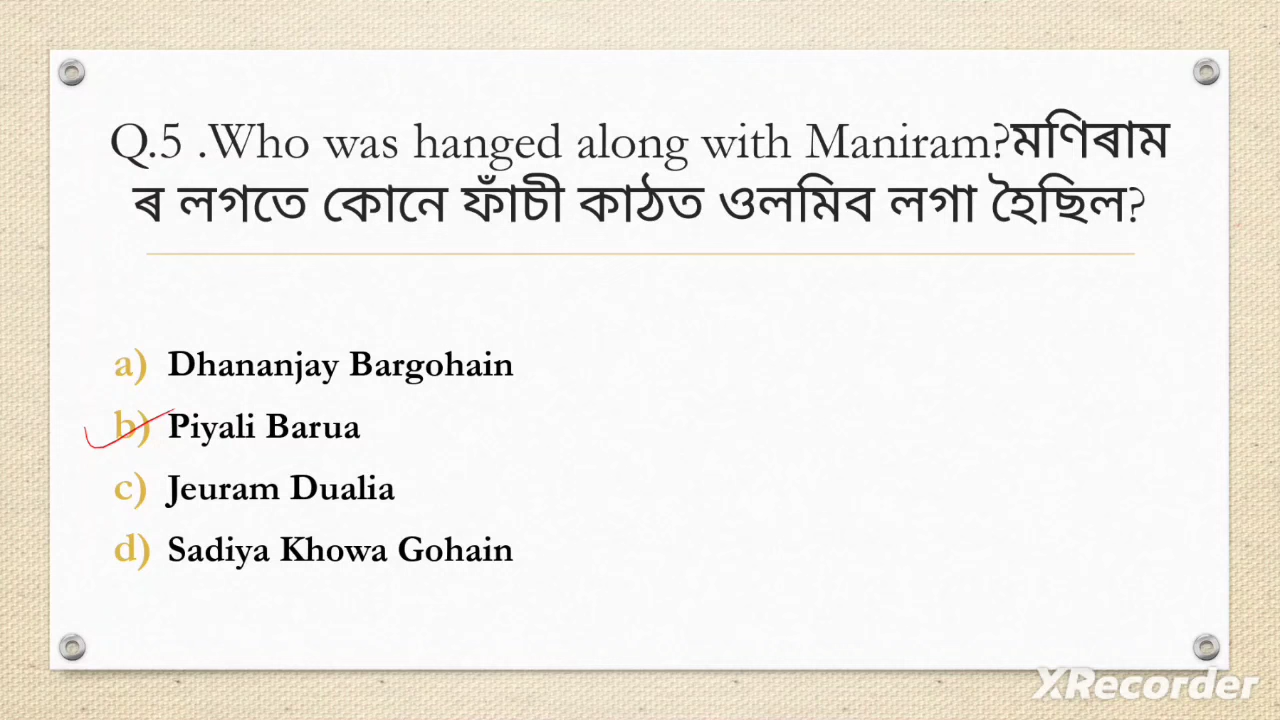 Q.5 .Who was hanged along with Maniram?মণিৰাম
ৰ লগতে কোনে ফাঁচী কাঠত ওলমিব লগা হৈছিল?
a) Dhananjay Bargohain
b) Piyali Barua
c) Jeuram Dualia
d) Sadiya Khowa Gohain
XRecorder